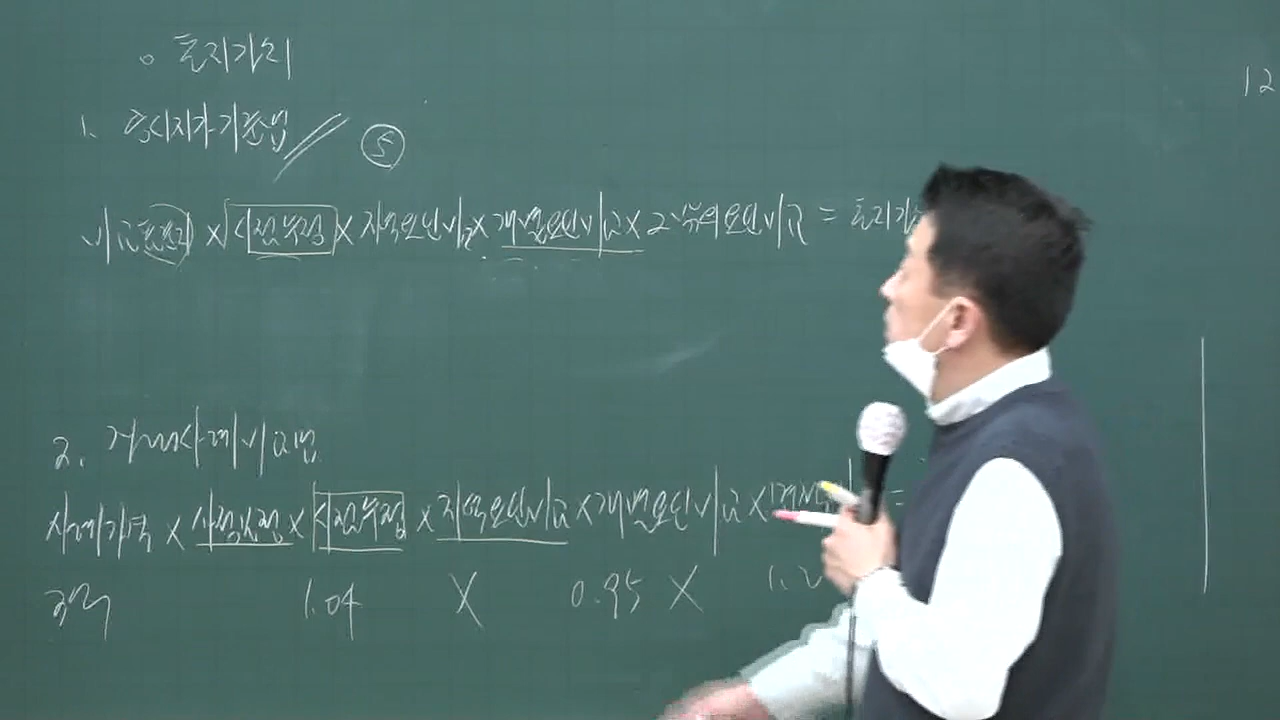 ○ 토지가치
12
1. 공시지가기준법 ⑤
비교표준지 × 시점수정 × 지역요인비교 × 개별요인비교 × 그밖의요인비교 = 토지가
2. 거래사례비교법
사례가격 × 사정보정 × 시점수정 × 지역요인비교 × 개별요인비교 × =
3억 1.04 × 0.95 × 1.2